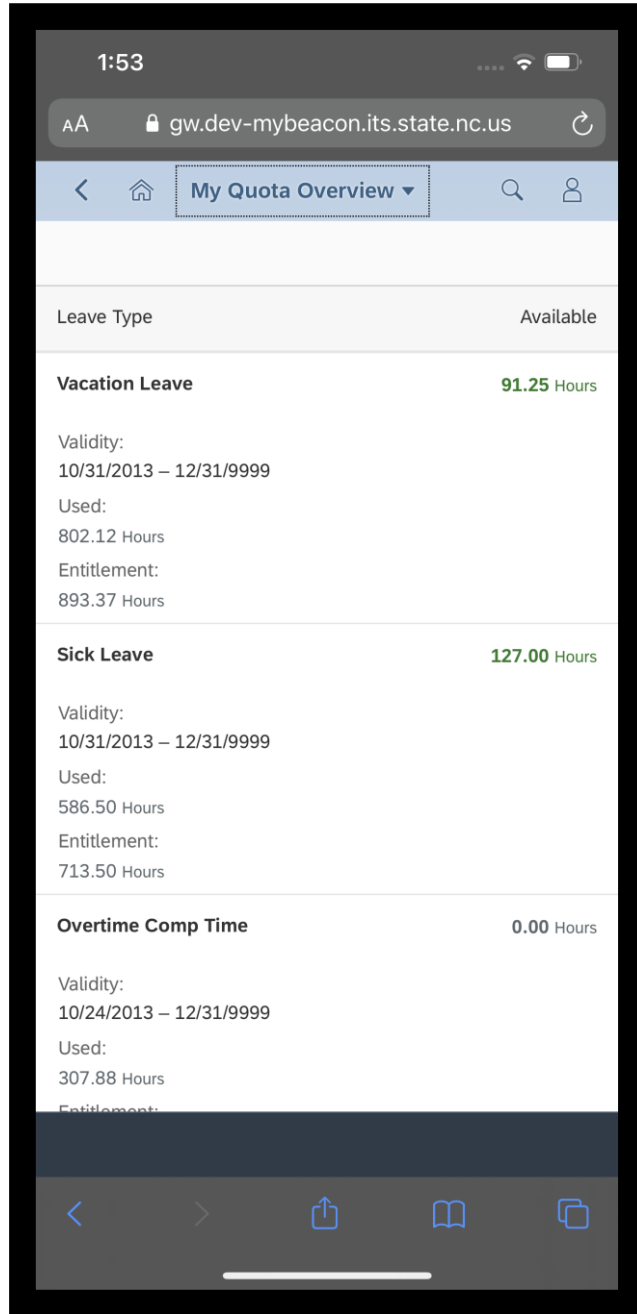 1:53
AA gw.dev-mybeacon.its.state.nc.us
My Quota Overview
Leave Type Available
Vacation Leave 91.25 Hours
Validity:
10/31/2013 – 12/31/9999
Used:
802.12 Hours
Entitlement:
893.37 Hours
Sick Leave 127.00 Hours
Validity:
10/31/2013 – 12/31/9999
Used:
586.50 Hours
Entitlement:
713.50 Hours
Overtime Comp Time 0.00 Hours
Validity:
10/24/2013 – 12/31/9999
Used:
307.88 Hours
Entitlement: